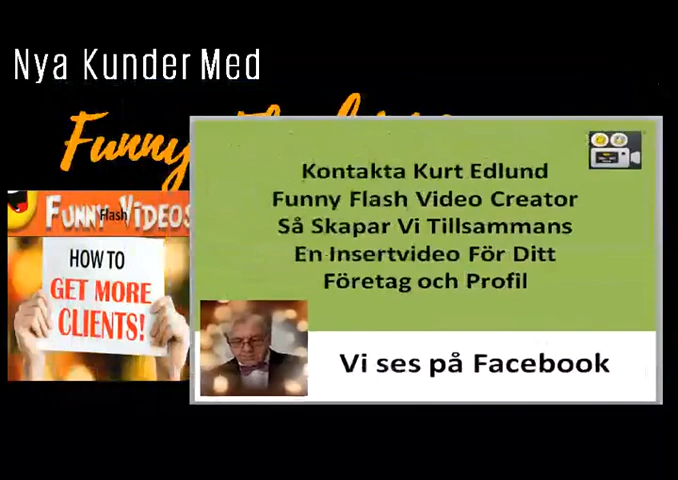 Nya Kunder Med
Funny
FUNNY VIDEOS
Flash
HOW TO
GET MORE
CLIENTS!
Kontakta Kurt Edlund
Funny Flash Video Creator
Så Skapar Vi Tillsammans
En Insertvideo För Ditt
Företag och Profil
Vi ses på Facebook